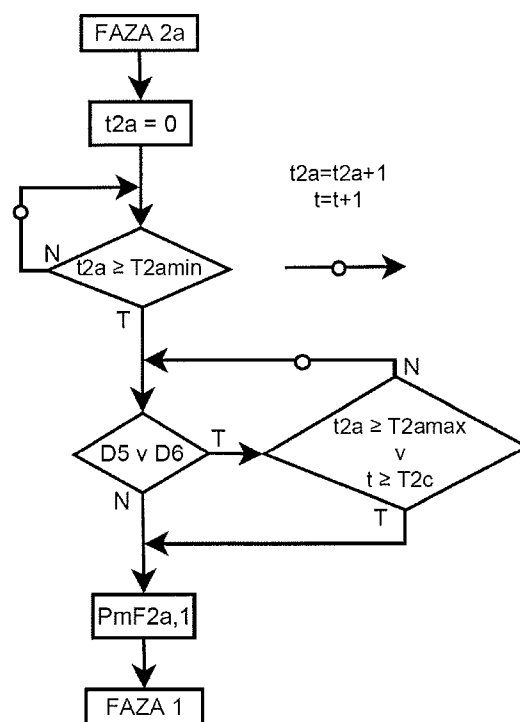 FAZA 2a
t2a = 0
t2a=t2a+1
t=t+1
N
t2a ≥ T2amin
T
N
t2a ≥ T2amax
v
t ≥ T2c
D5 v D6
T
N
T
PmF2a,1
FAZA 1